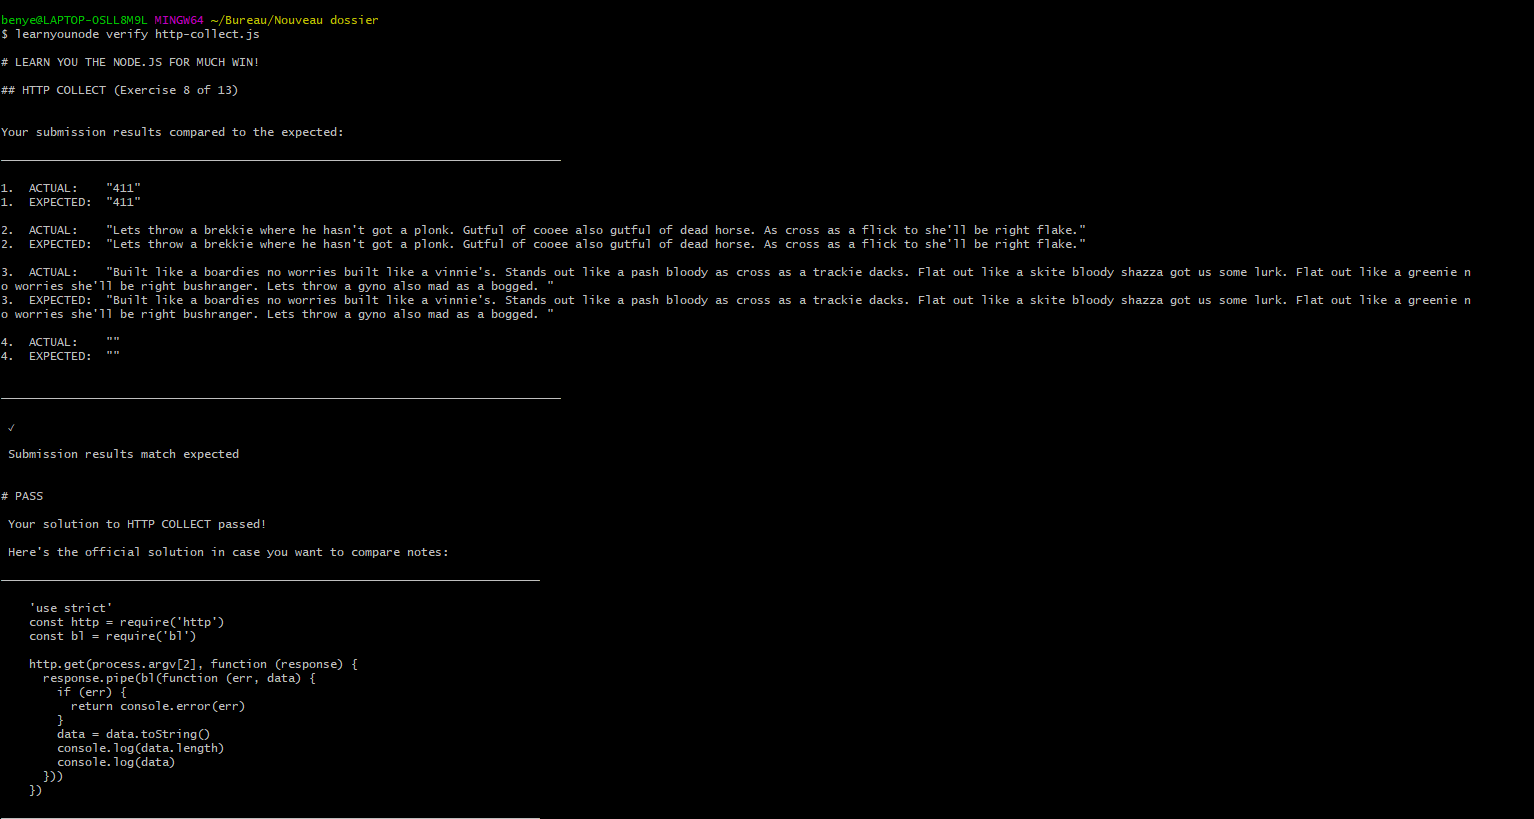 benye@LAPTOP-OSLL8M9L MINGW64 ~/Bureau/Nouveau dossier
$ learnyounode verify http-collect.js
# LEARN YOU THE NODE.JS FOR MUCH WIN!
## HTTP COLLECT (Exercise 8 of 13)
Your submission results compared to the expected:
1.  ACTUAL:    "411"
1.  EXPECTED:  "411"
2.  ACTUAL:    "Lets throw a brekkie where he hasn't got a plonk. Gutful of cooee also gutful of dead horse. As cross as a flick to she'll be right flake."
2.  EXPECTED:  "Lets throw a brekkie where he hasn't got a plonk. Gutful of cooee also gutful of dead horse. As cross as a flick to she'll be right flake."
3.  ACTUAL:    "Built like a boardies no worries built like a vinnie's. Stands out like a pash bloody as cross as a trackie dacks. Flat out like a skite bloody shazza got us some lurk. Flat out like a greenie n
o worries she'll be right bushranger. Lets throw a gyno also mad as a bogged. "
3.  EXPECTED:  "Built like a boardies no worries built like a vinnie's. Stands out like a pash bloody as cross as a trackie dacks. Flat out like a skite bloody shazza got us some lurk. Flat out like a greenie n
o worries she'll be right bushranger. Lets throw a gyno also mad as a bogged. "
4.  ACTUAL:    ""
4.  EXPECTED:  ""
✓
Submission results match expected
# PASS
Your solution to HTTP COLLECT passed!
Here's the official solution in case you want to compare notes:
'use strict'
const http = require('http')
const bl = require('bl')
http.get(process.argv[2], function (response) {
response.pipe(bl(function (err, data) {
if (err) {
return console.error(err)
}
data = data.toString()
console.log(data.length)
console.log(data)
}))
})